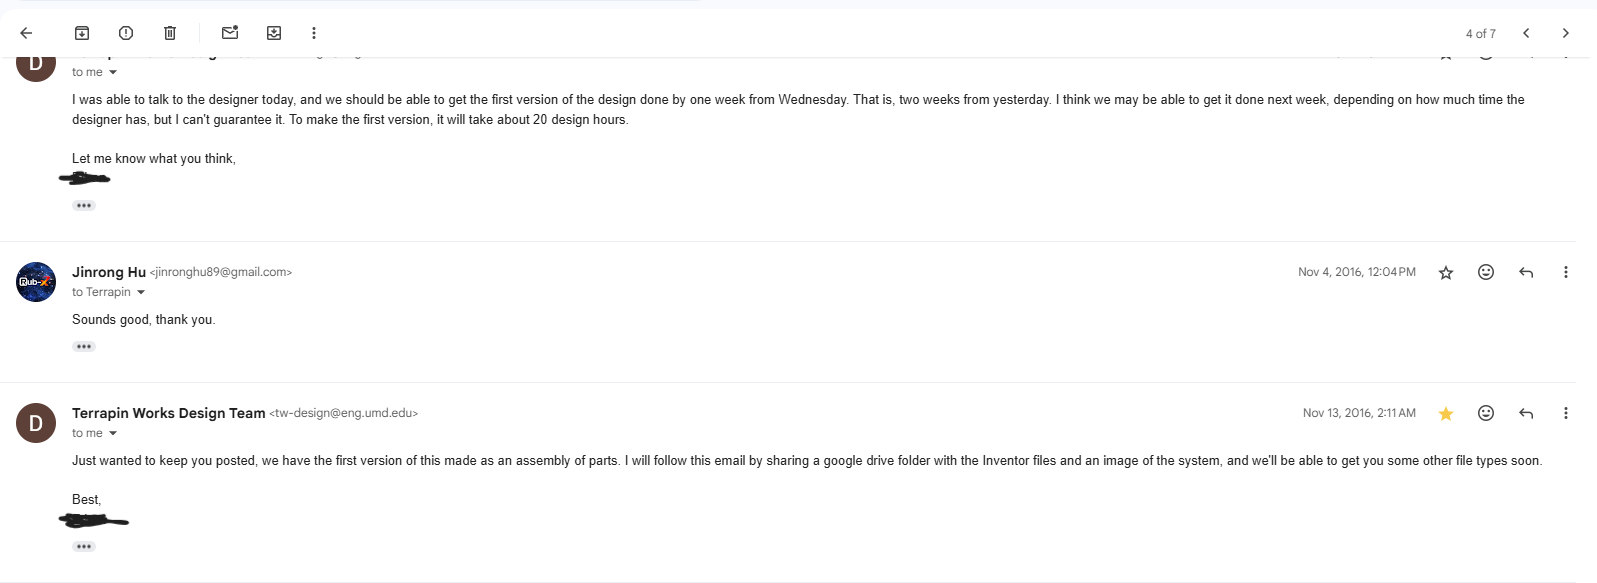 4 of 7
D
to me
I was able to talk to the designer today, and we should be able to get the first version of the design done by one week from Wednesday. That is, two weeks from yesterday. I think we may be able to get it done next week, depending on how much time the
designer has, but I can't guarantee it. To make the first version, it will take about 20 design hours.
Let me know what you think,
Rub-X
Jinrong Hu <jinronghu89@gmail.com>
Nov 4, 2016, 12:04 PM
to Terrapin
Sounds good, thank you.
D
Terrapin Works Design Team <tw-design@eng.umd.edu>
Nov 13, 2016, 2:11 AM
to me
Just wanted to keep you posted, we have the first version of this made as an assembly of parts. I will follow this email by sharing a google drive folder with the Inventor files and an image of the system, and we'll be able to get you some other file types soon.
Best,